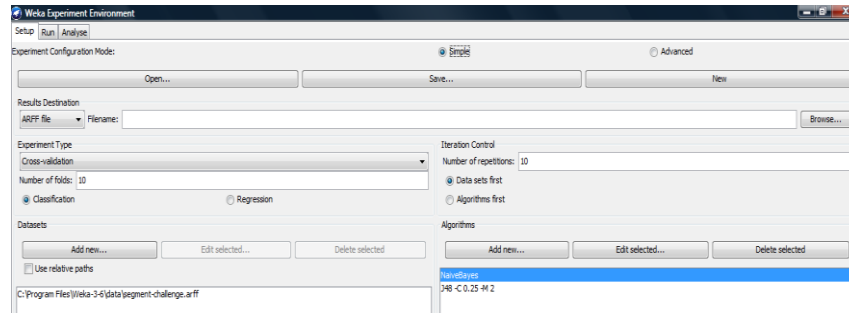 Weka Experiment Environment
Setup Run Analyse
Experiment Configuration Mode: Simple Advanced
Open... Save... New
Results Destination
ARFF file Filename: Browse...
Experiment Type Iteration Control
Cross-validation Number of repetitions: 10
Number of folds: 10 Data sets first
Classification Regression Algorithms first
Datasets Algorithms
Add new... Edit selected... Delete selected Add new... Edit selected... Delete selected
Use relative paths
NaiveBayes
C:\Program Files\Weka-3-6\data\segment-challenge.arff J48 -C 0.25 -M 2